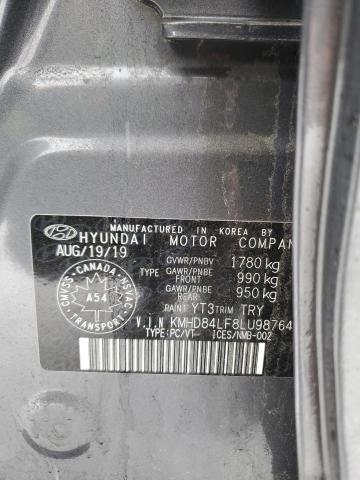 MANUFACTURED IN KOREA BY
HYUNDAI MOTOR COMPAN
AUG/19/19
GVWR/PNBV 1780 kg
TYPE GAWR/PNBE FRONT 990 kg
GAWR/PNBE REAR 950 kg
PAINT YT3 TRIM TRY
V.I.N KMHD84LF8LU98764
TYPE:PC/VT ICES/NMB-002
CMVSS - CANADA - NSVAC
A54
TRANSPORT